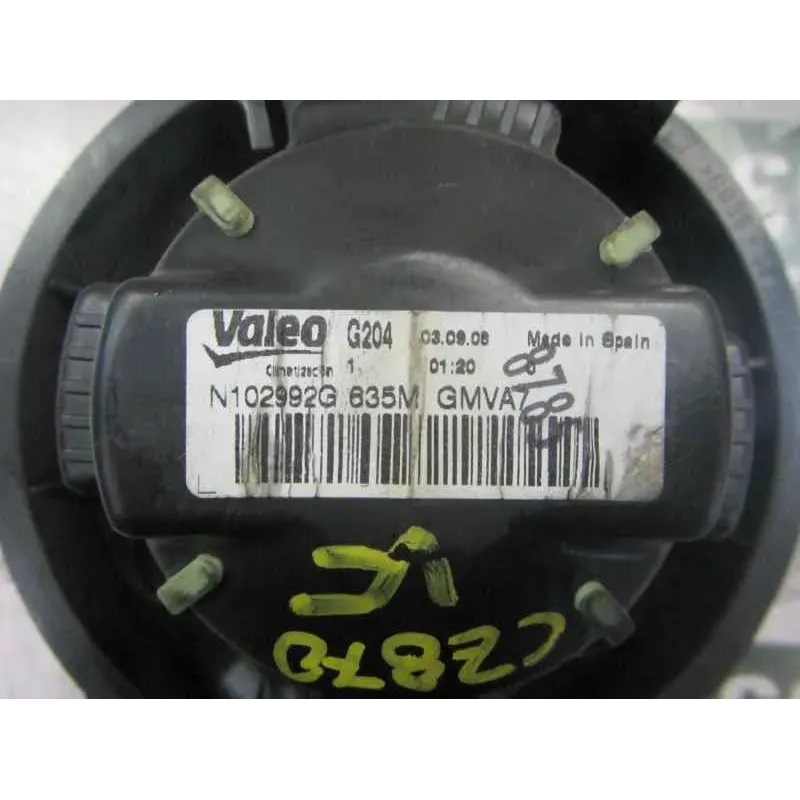 Valeo G204 03.09.08 Made in Spain
Climatización 1 01:20
N102992G 635M GMVA7
878
C2870